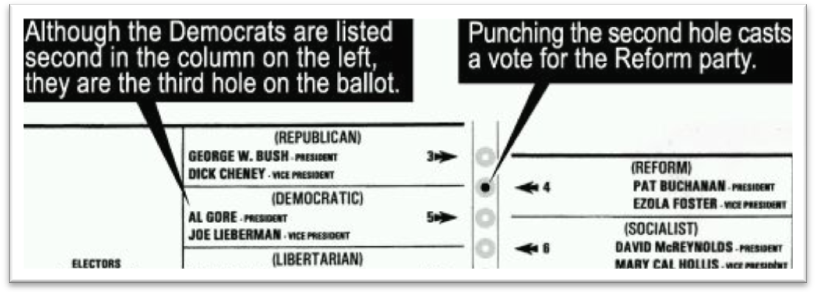 Although the Democrats are listed
second in the column on the left,
they are the third hole on the ballot.
Punching the second hole casts
a vote for the Reform party.
(REPUBLICAN)
GEORGE W. BUSH - PRESIDENT
DICK CHENEY - VICE PRESIDENT
3
(DEMOCRATIC)
AL GORE - PRESIDENT
JOE LIEBERMAN - VICE PRESIDENT
5
(LIBERTARIAN)
ELECTORS
(REFORM)
4
PAT BUCHANAN - PRESIDENT
EZOLA FOSTER - VICE PRESIDENT
(SOCIALIST)
6
DAVID McREYNOLDS - PRESIDENT
MARY CAL HOLLIS - VICE PRESIDENT